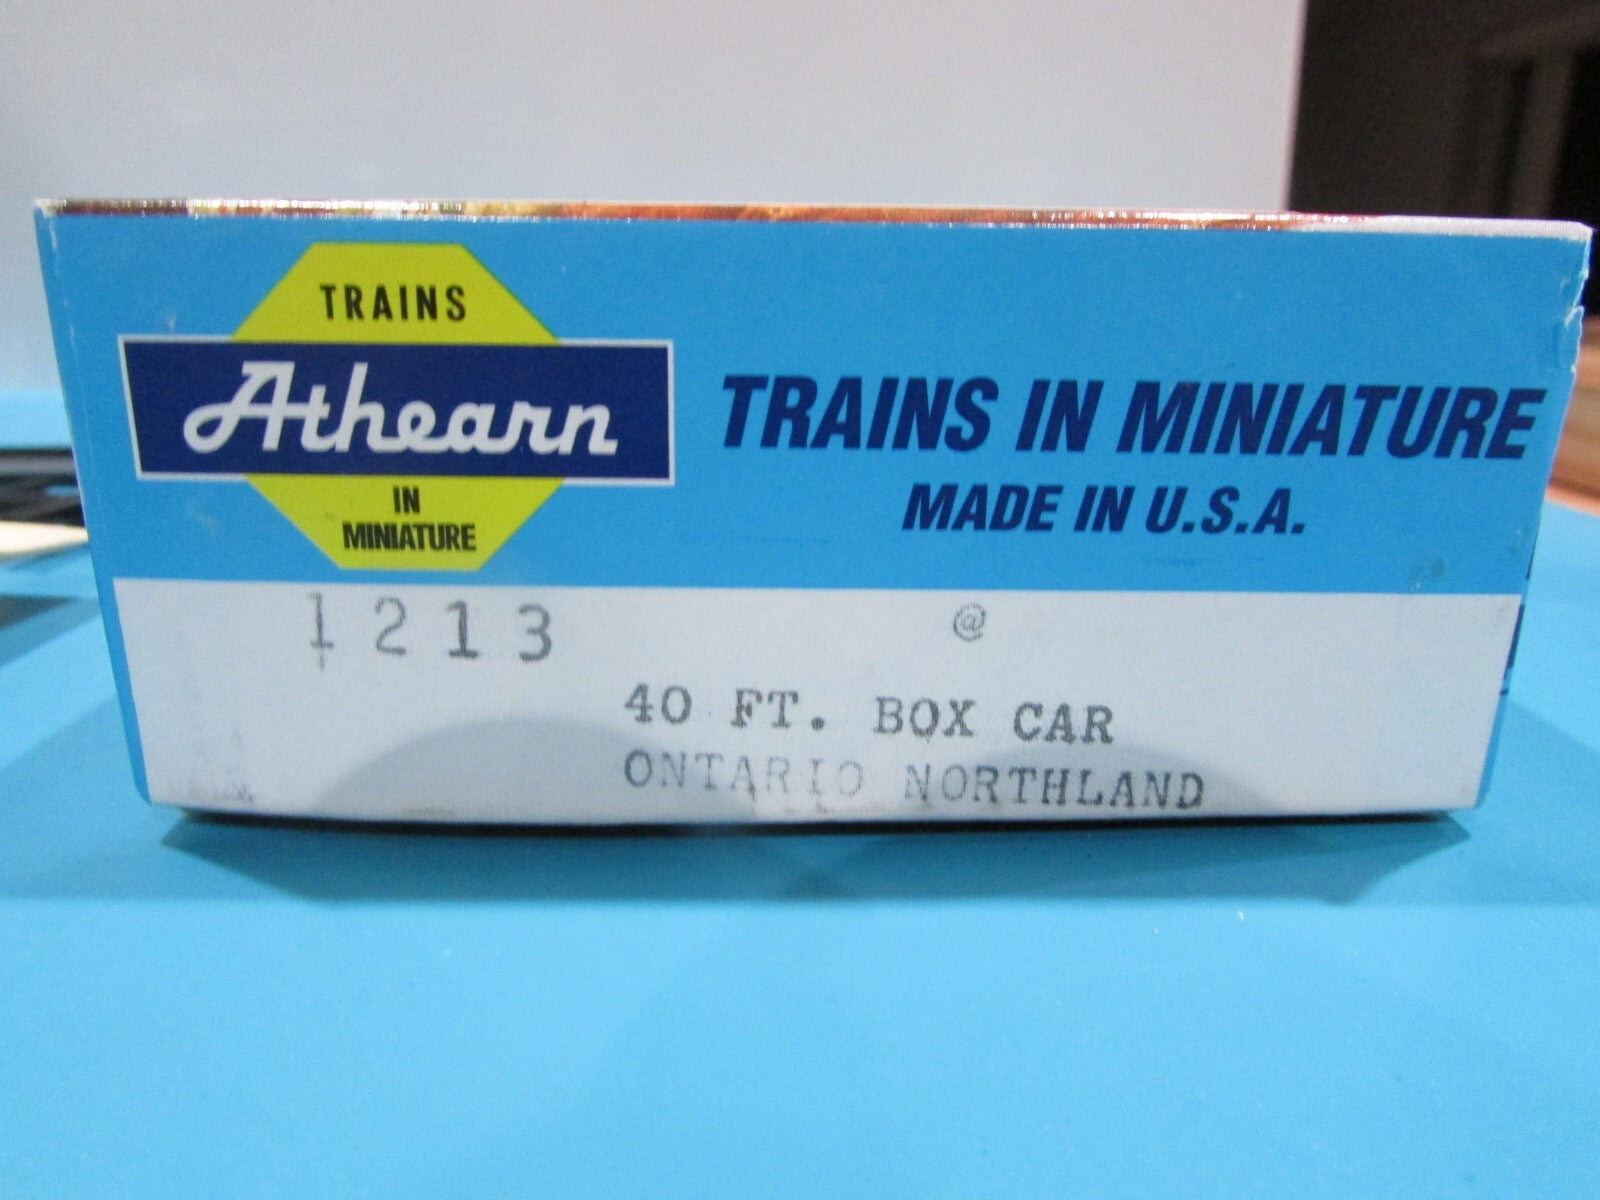 TRAINS
Athearn
IN
MINIATURE
TRAINS IN MINIATURE
MADE IN U.S.A.
1213 @
40 FT. BOX CAR
ONTARIO NORTHLAND